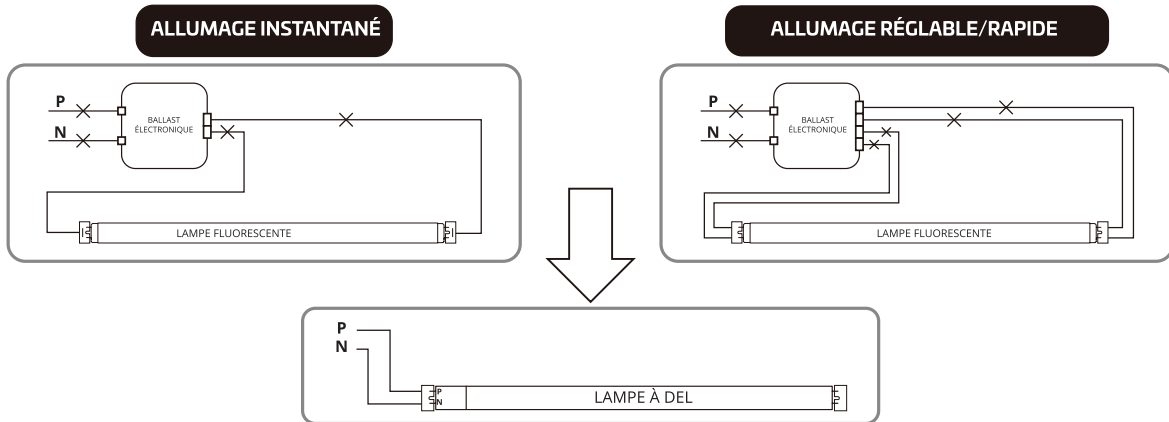 ALLUMAGE INSTANTANÉ
P
N
BALLAST
ÉLECTRONIQUE
LAMPE FLUORESCENTE
ALLUMAGE RÉGLABLE/RAPIDE
P
N
BALLAST
ÉLECTRONIQUE
LAMPE FLUORESCENTE
P
N
P
N
LAMPE À DEL